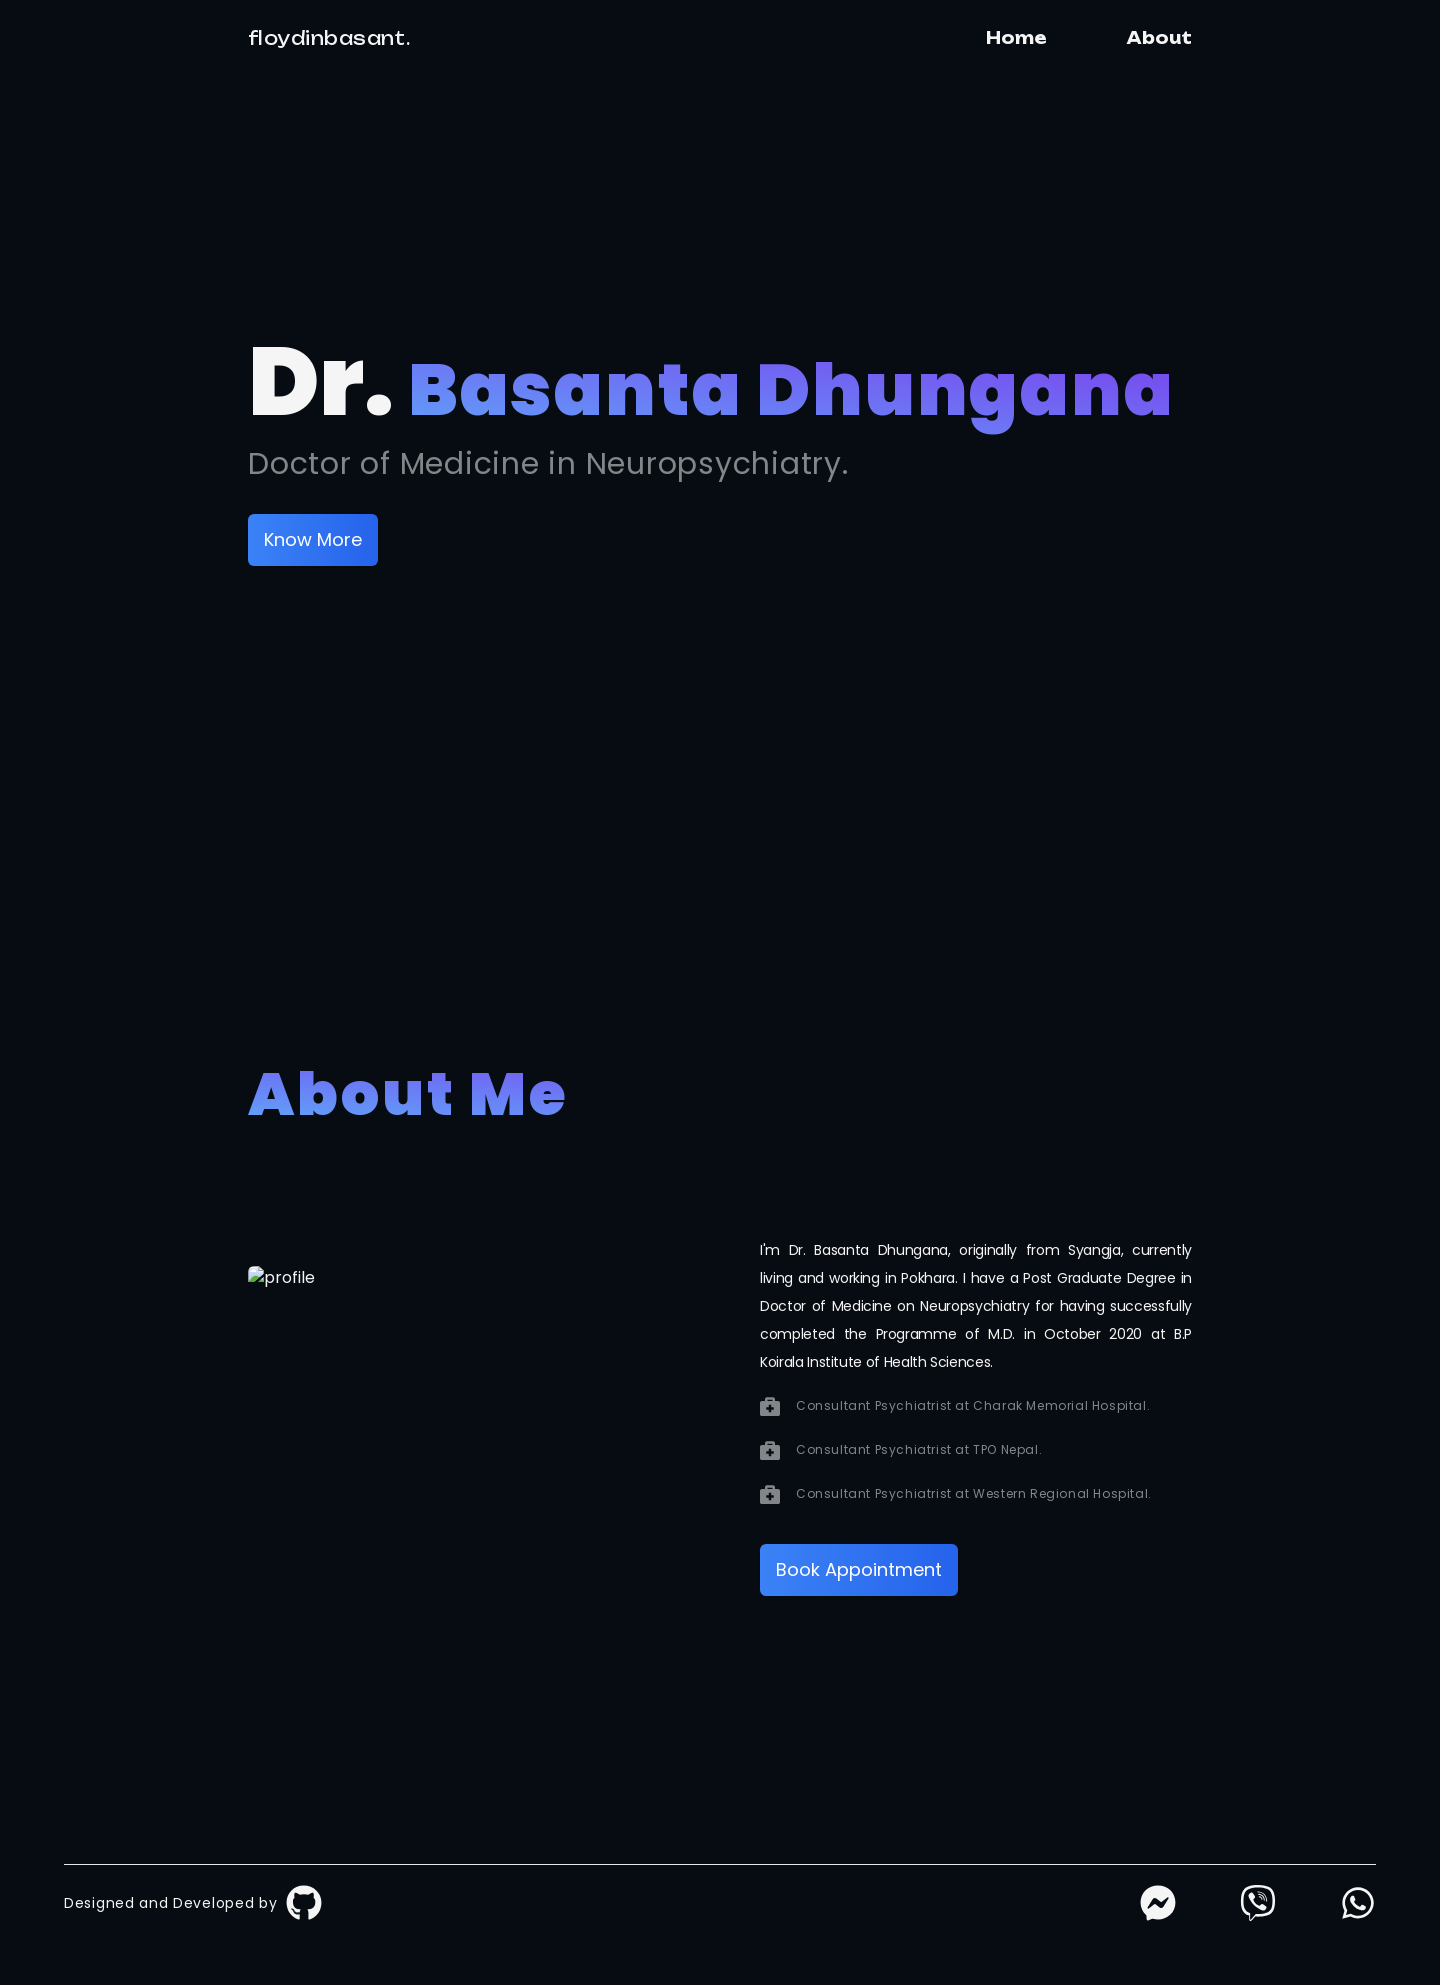 floydinbasant.
Home
About
Dr. Basanta Dhungana
Doctor of Medicine in Neuropsychiatry.
Know More
About Me
profile
I'm Dr. Basanta Dhungana, originally from Syangja, currently
living and working in Pokhara. I have a Post Graduate Degree in
Doctor of Medicine on Neuropsychiatry for having successfully
completed the Programme of M.D. in October 2020 at B.P
Koirala Institute of Health Sciences.
Consultant Psychiatrist at Charak Memorial Hospital.
Consultant Psychiatrist at TPO Nepal.
Consultant Psychiatrist at Western Regional Hospital.
Book Appointment
Designed and Developed by